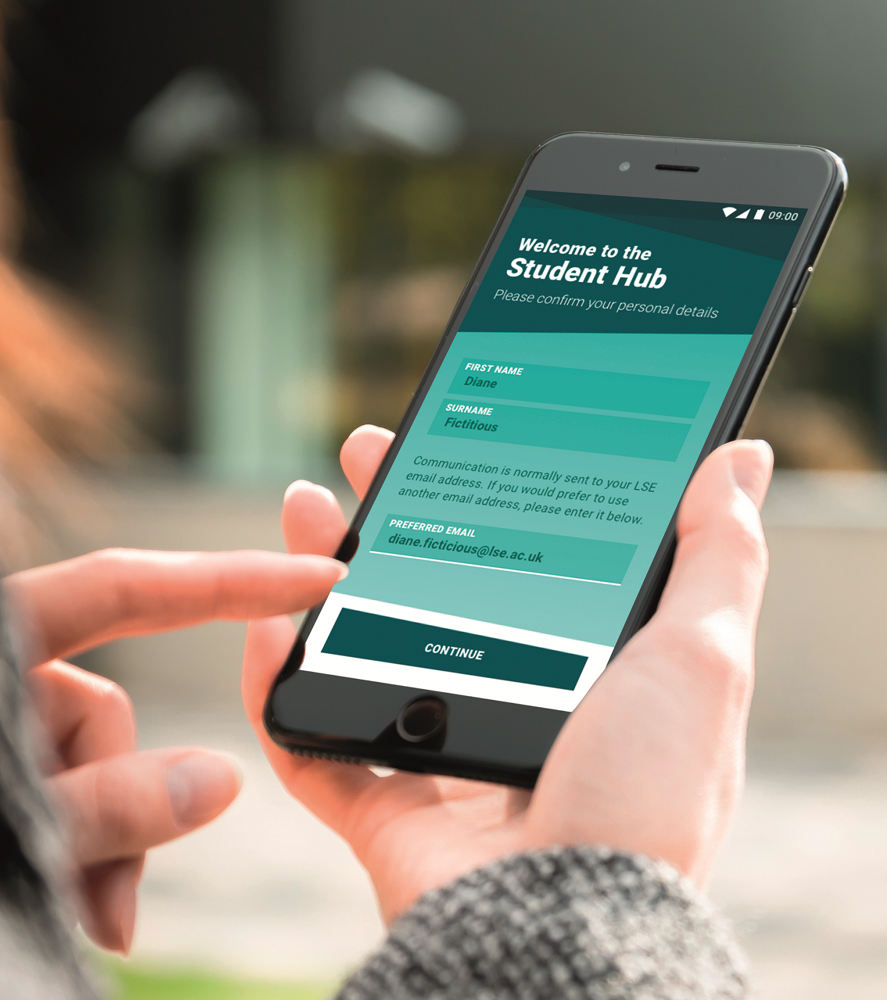 09:00
Welcome to the
Student Hub
Please confirm your personal details
FIRST NAME
Diane
SURNAME
Fictitious
Communication is normally sent to your LSE
email address. If you would prefer to use
another email address, please enter it below.
PREFERRED EMAIL
diane.ficticious@lse.ac.uk
CONTINUE